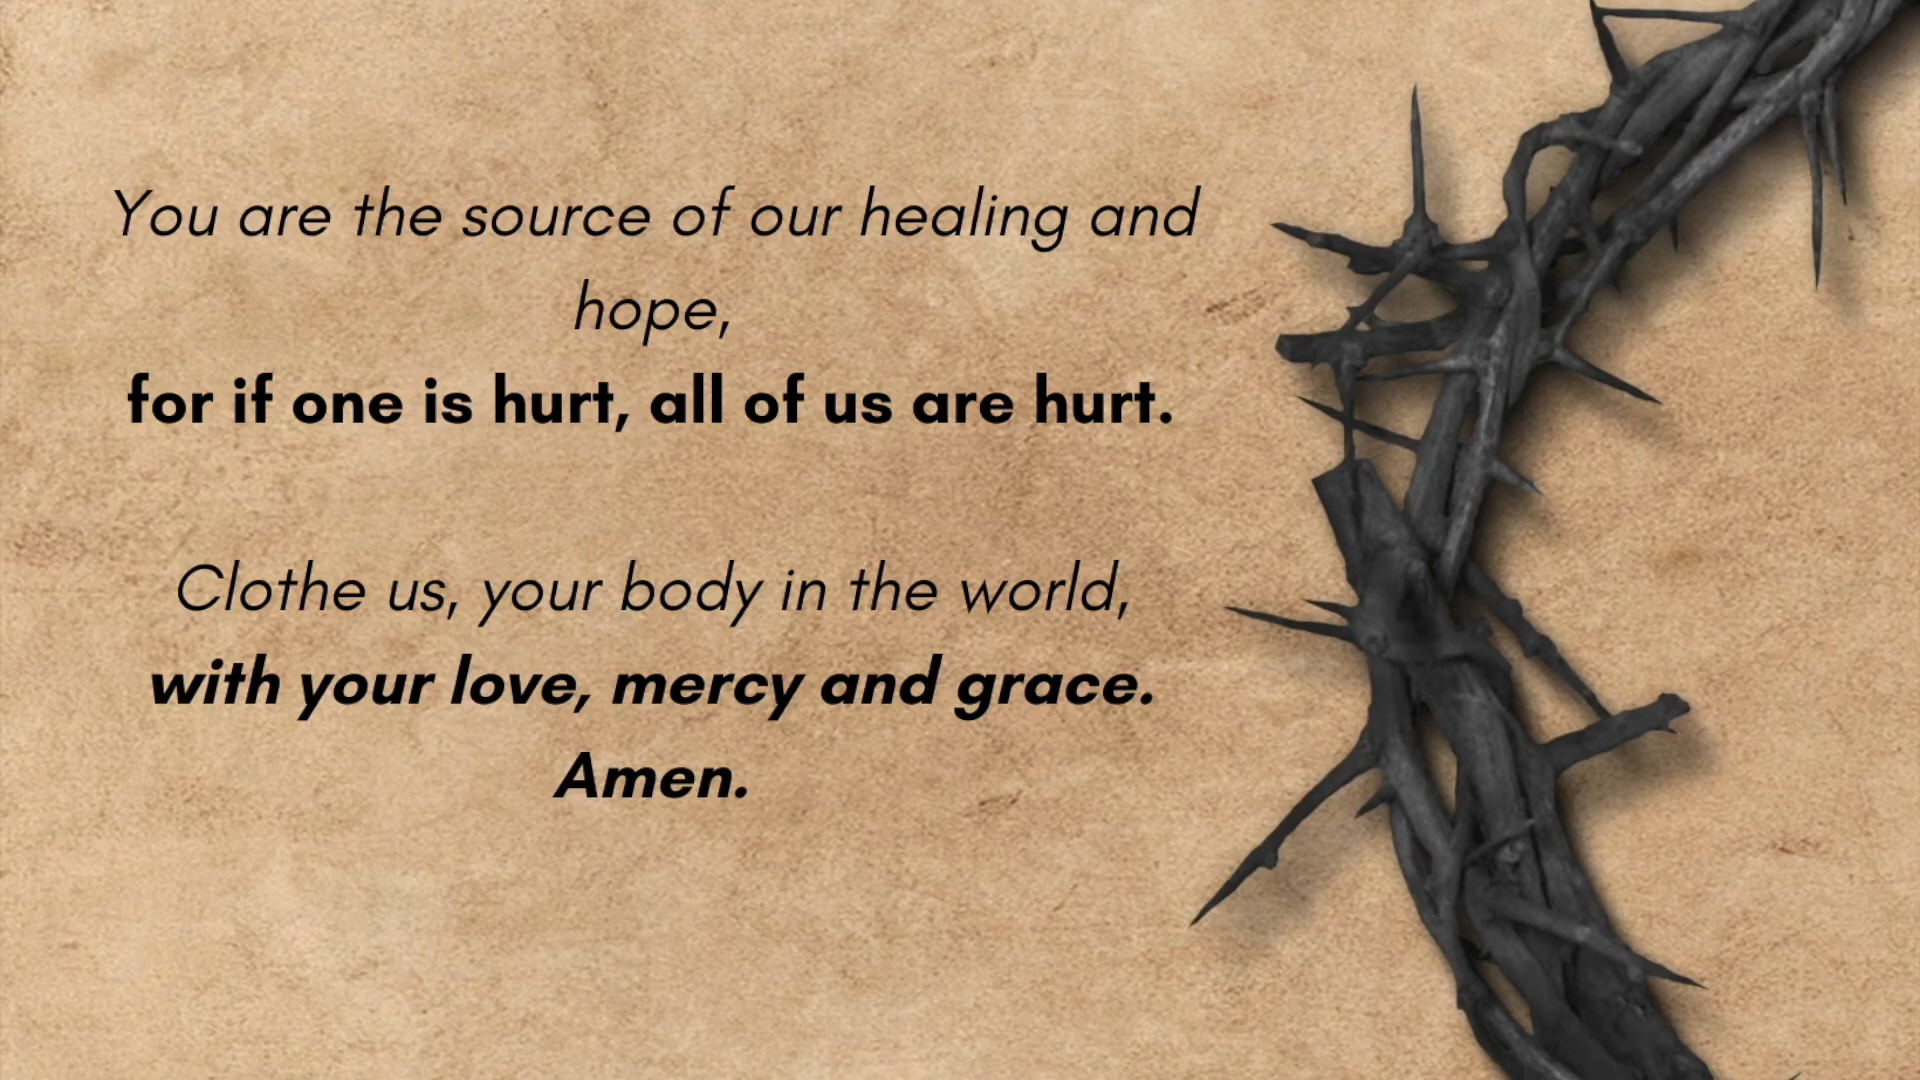 You are the source of our healing and
hope,
for if one is hurt, all of us are hurt.
Clothe us, your body in the world,
with your love, mercy and grace.
Amen.